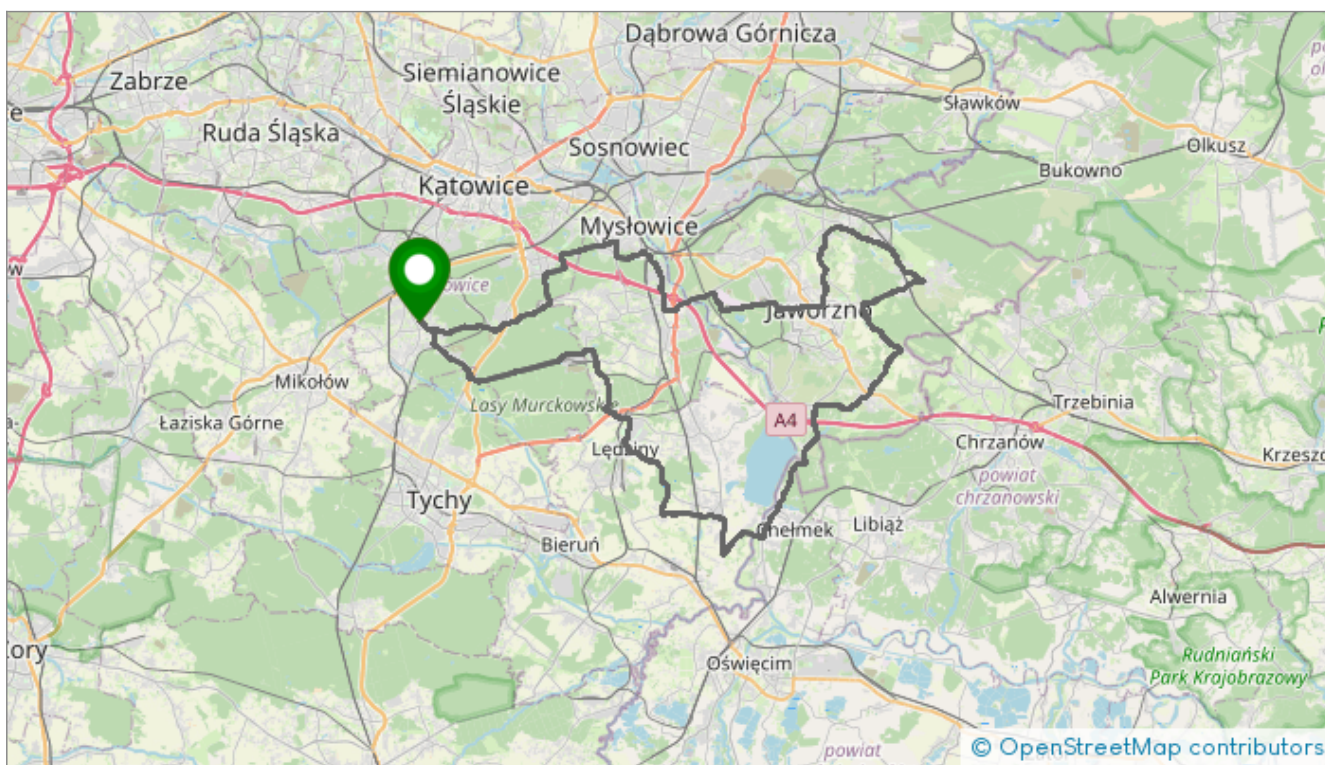 Dąbrowa Górnicza
Zabrze
Siemianowice
Śląskie
Sławków
Ruda Śląska
Sosnowiec
Olkusz
Bukowno
Katowice
Mysłowice
Jaworzno
Mikołów
Lasy Murckowskie
Trzebinia
Łaziska Górne
A4
Chrzanów
Lędziny
powiat
chrzanowski
Tychy
Chełmek
Libiąż
Bieruń
Alwernia
Oświęcim
Rudniański
Park Krajobrazowy
powiat
© OpenStreetMap contributors